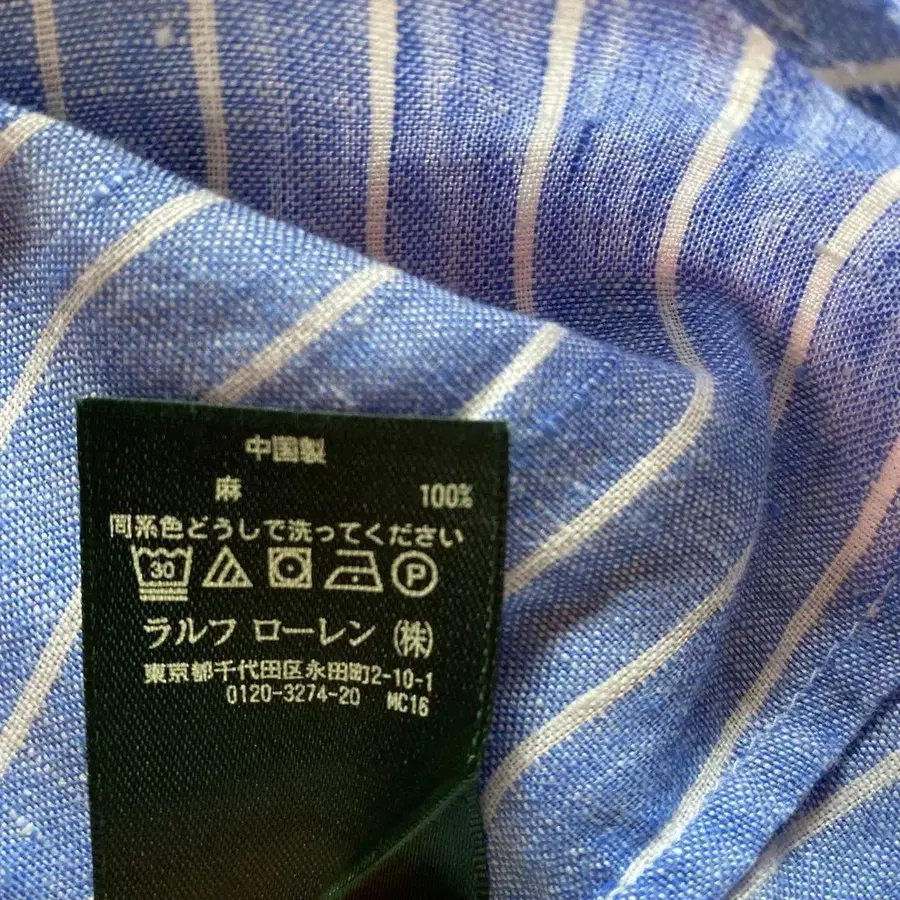 中国製
麻 100%
同系色どうしで洗ってください
30 P
ラルフ ローレン (株)
東京都千代田区永田町2-10-1
0120-3274-20 MC16